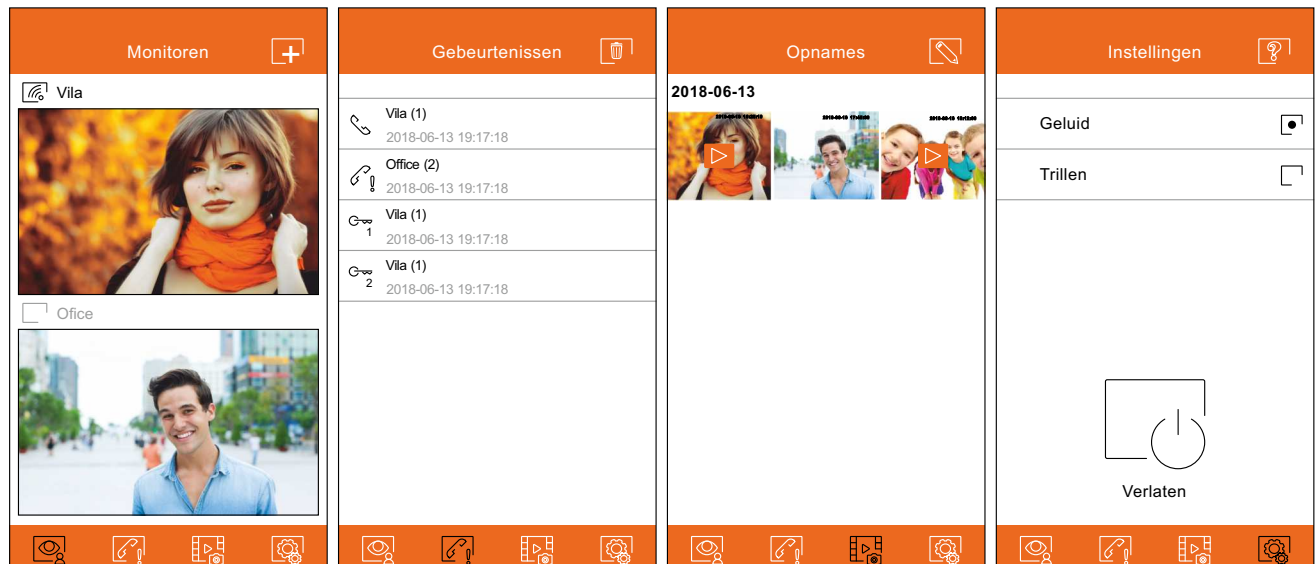 Monitoren
Vila
Ofice
Gebeurtenissen
Vila (1)
2018-06-13 19:17:18
Office (2)
2018-06-13 19:17:18
1
Vila (1)
2018-06-13 19:17:18
2
Vila (1)
2018-06-13 19:17:18
Opnames
2018-06-13
Instellingen
Geluid
Trillen
Verlaten